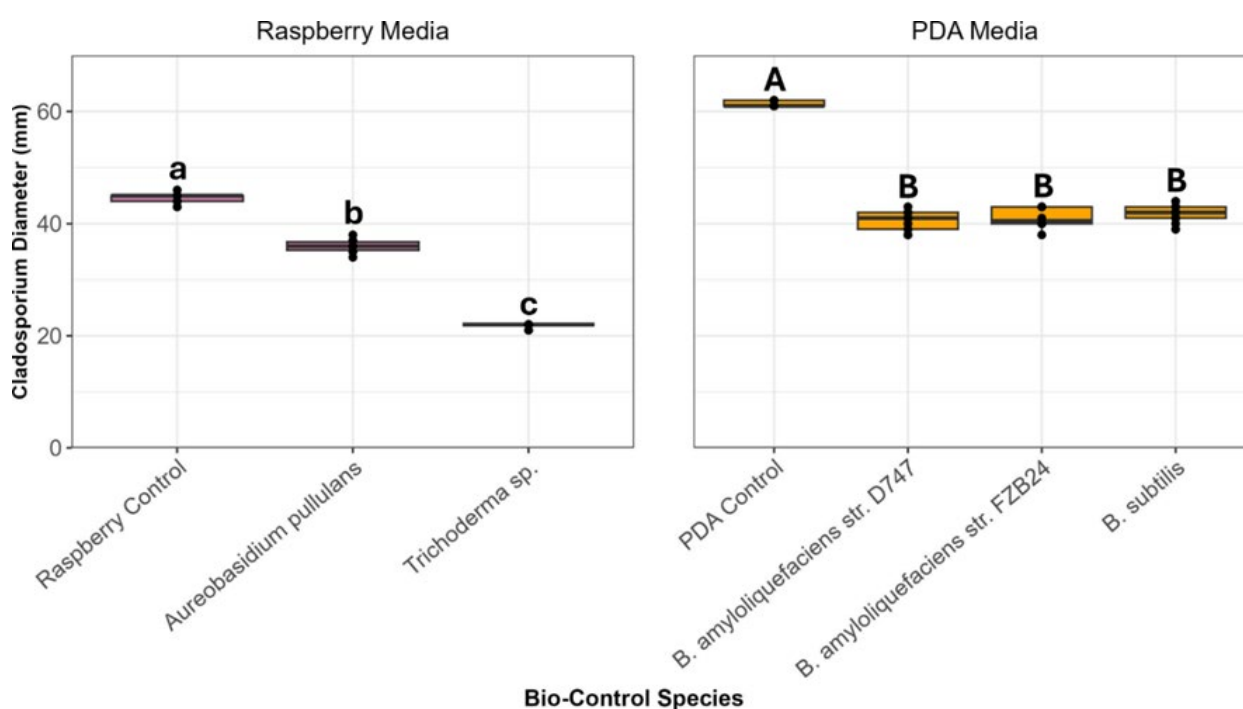 Raspberry Media
PDA Media
Cladosporium Diameter (mm)
60
40
20
0
a
b
c
A
B
B
B
Raspberry Control
Aureobasidium pullulans
Trichoderma sp.
PDA Control
B. amyloliquefaciens str. D747
B. amyloliquefaciens str. FZB24
B. subtilis
Bio-Control Species